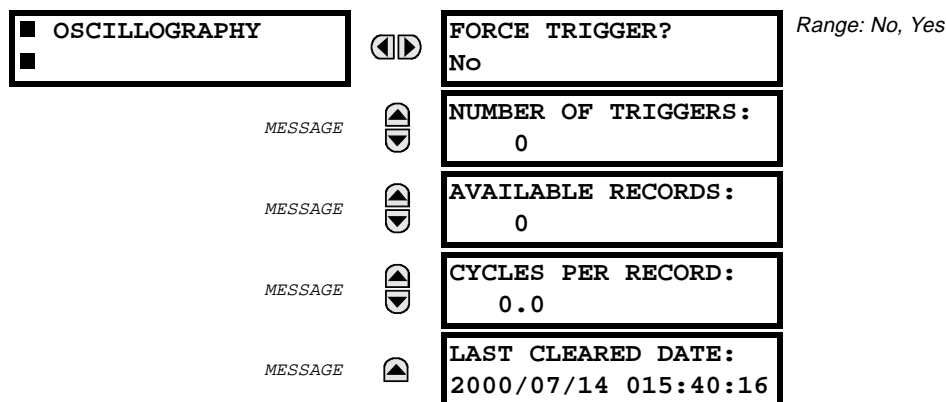 OSCILLOGRAPHY
FORCE TRIGGER?
No
Range: No, Yes
MESSAGE
NUMBER OF TRIGGERS:
0
MESSAGE
AVAILABLE RECORDS:
0
MESSAGE
CYCLES PER RECORD:
0.0
MESSAGE
LAST CLEARED DATE:
2000/07/14 015:40:16